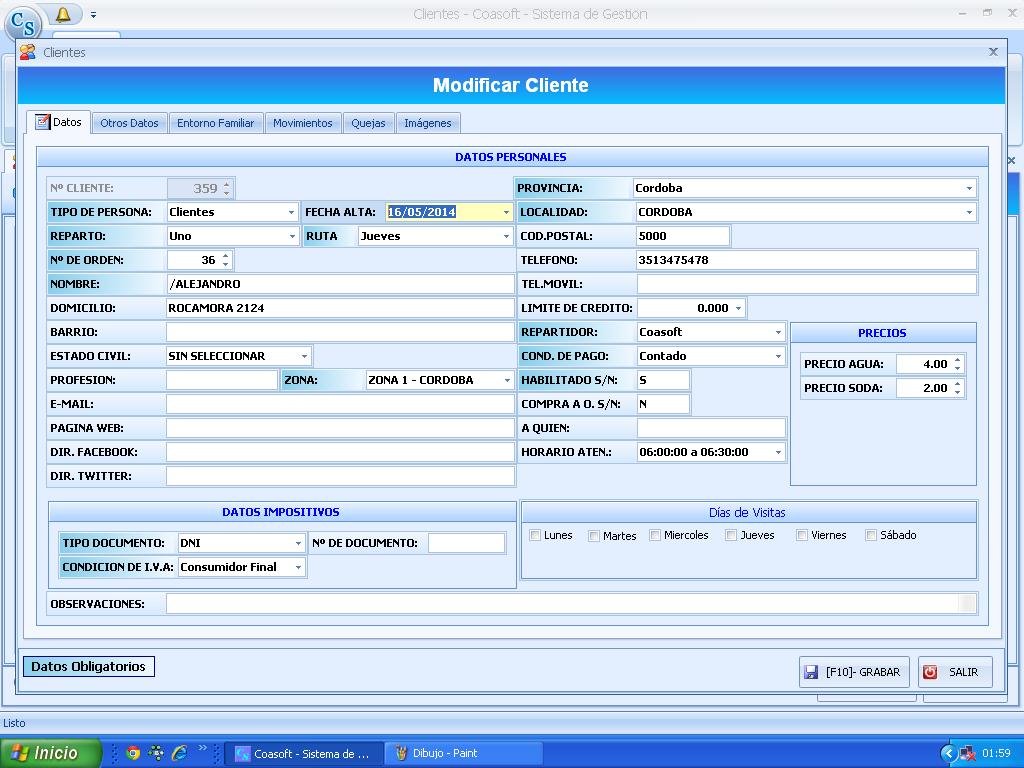 CS
Clientes - Coasoft - Sistema de Gestión
Clientes
Modificar Cliente
Datos Otros Datos Entorno Familiar Movimientos Quejas Imágenes
DATOS PERSONALES
Nº CLIENTE: 359 PROVINCIA: Cordoba
TIPO DE PERSONA: Clientes FECHA ALTA: 16/05/2014 LOCALIDAD: CORDOBA
REPARTO: Uno RUTA Jueves COD.POSTAL: 5000
Nº DE ORDEN: 36 TELEFONO: 3513475478
NOMBRE: /ALEJANDRO TEL.MOVIL:
DOMICILIO: ROCAMORA 2124 LIMITE DE CREDITO: 0.000
BARRIO: REPARTIDOR: Coasoft PRECIOS
ESTADO CIVIL: SIN SELECCIONAR COND. DE PAGO: Contado PRECIO AGUA: 4.00
PROFESION: ZONA: ZONA 1 - CORDOBA HABILITADO S/N: S PRECIO SODA: 2.00
E-MAIL: COMPRA A O. S/N: N
PAGINA WEB: A QUIEN:
DIR. FACEBOOK: HORARIO ATEN.: 06:00:00 a 06:30:00
DIR. TWITTER:
DATOS IMPOSITIVOS Días de Visitas
TIPO DOCUMENTO: DNI Nº DE DOCUMENTO: Lunes Martes Miercoles Jueves Viernes Sábado
CONDICION DE I.V.A: Consumidor Final
OBSERVACIONES:
Datos Obligatorios [F10]- GRABAR SALIR
Listo
Inicio Coasoft - Sistema de ... Dibujo - Paint 01:59